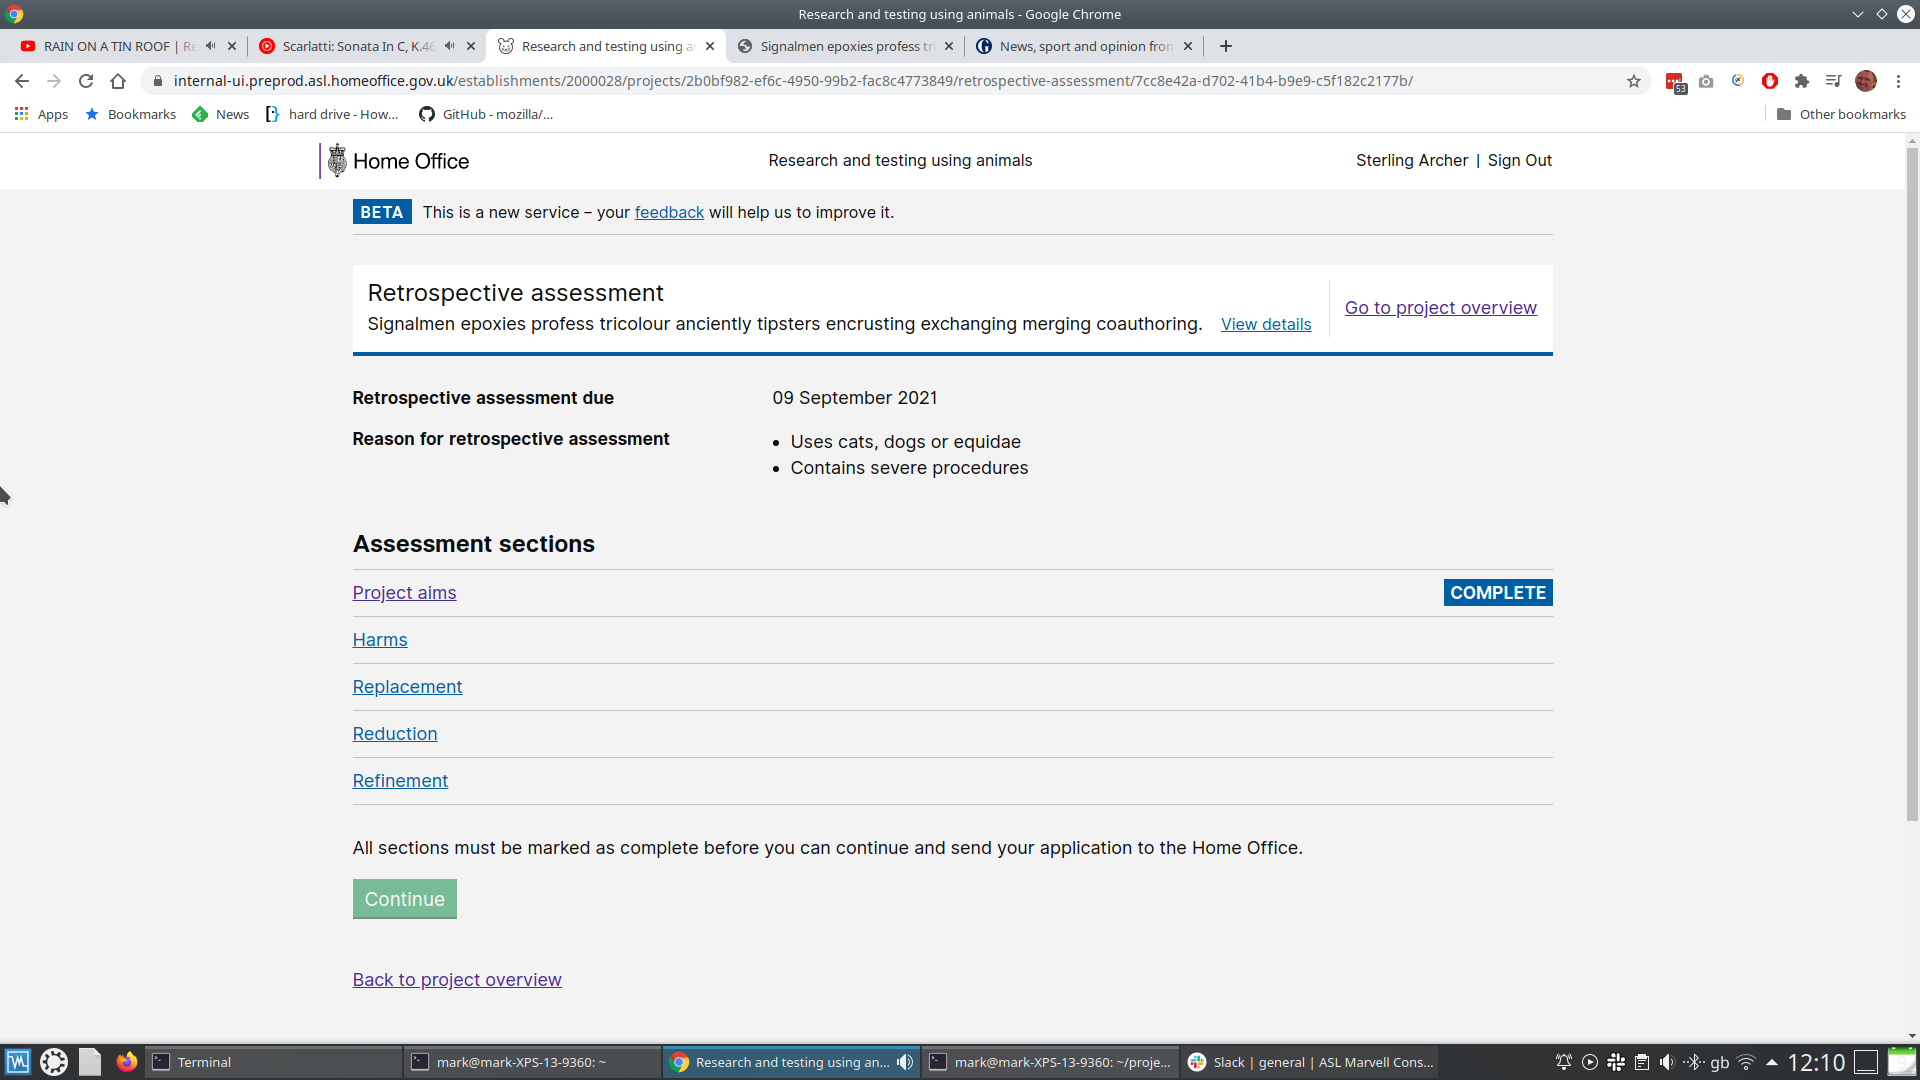 Research and testing using animals - Google Chrome
RAIN ON A TIN ROOF | Re
Scarlatti: Sonata In C, K.46
Research and testing using a
Signalmen epoxies profess tri
News, sport and opinion from
internal-ui.preprod.asl.homeoffice.gov.uk/establishments/2000028/projects/2b0bf982-ef6c-4950-99b2-fac8c4773849/retrospective-assessment/7cc8e42a-d702-41b4-b9e9-c5f182c2177b/
53
Apps
Bookmarks
News
hard drive - How...
GitHub - mozilla/...
Other bookmarks
Home Office
Research and testing using animals
Sterling Archer | Sign Out
BETA This is a new service – your feedback will help us to improve it.
Retrospective assessment
Signalmen epoxies profess tricolour anciently tipsters encrusting exchanging merging coauthoring. View details
Go to project overview
Retrospective assessment due 09 September 2021
Reason for retrospective assessment
• Uses cats, dogs or equidae
• Contains severe procedures
Assessment sections
Project aims COMPLETE
Harms
Replacement
Reduction
Refinement
All sections must be marked as complete before you can continue and send your application to the Home Office.
Continue
Back to project overview
Terminal
mark@mark-XPS-13-9360: ~
Research and testing using an...
mark@mark-XPS-13-9360: ~/proje...
Slack | general | ASL Marvell Cons...
gb
12:10